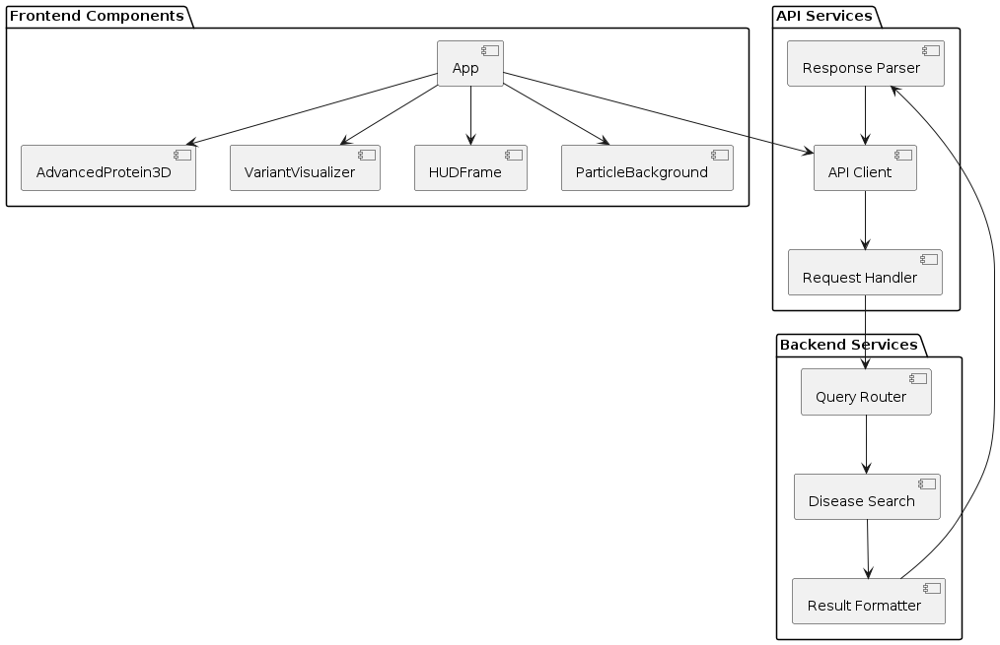 Frontend Components
App
AdvancedProtein3D
VariantVisualizer
HUDFrame
ParticleBackground
API Services
Response Parser
API Client
Request Handler
Backend Services
Query Router
Disease Search
Result Formatter